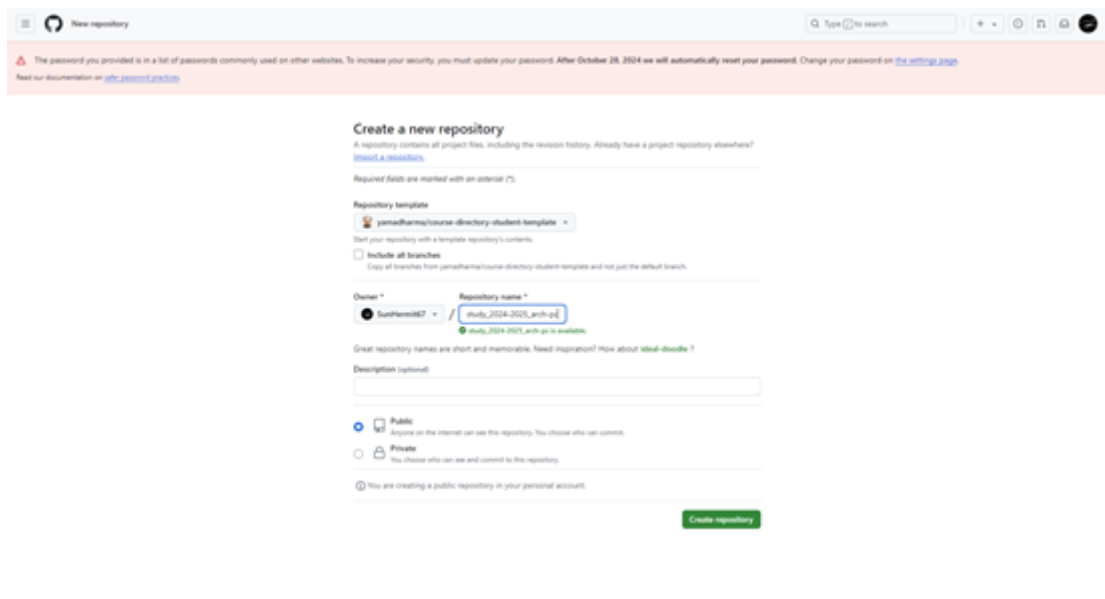 New repository
Type / to search
The password you provided is in a list of passwords commonly used on other websites. To increase your security, you must update your password. After October 28, 2024 we will automatically reset your password. Change your password on the settings page.
Read our documentation on safer password practices.
Create a new repository
A repository contains all project files, including the revision history. Already have a project repository elsewhere?
Import a repository.
Required fields are marked with an asterisk (*).
Repository template
yamadharma/course-directory-student-template
Start your repository with a template repository's contents.
Include all branches
Copy all branches from yamadharma/course-directory-student-template and not just the default branch.
Owner * Repository name *
SunHermit67 / study_2024-2025_arch-pc
study_2024-2025_arch-pc is available.
Great repository names are short and memorable. Need inspiration? How about ideal-doodle ?
Description (optional)
Public
Anyone on the internet can see this repository. You choose who can commit.
Private
You choose who can see and commit to this repository.
You are creating a public repository in your personal account.
Create repository